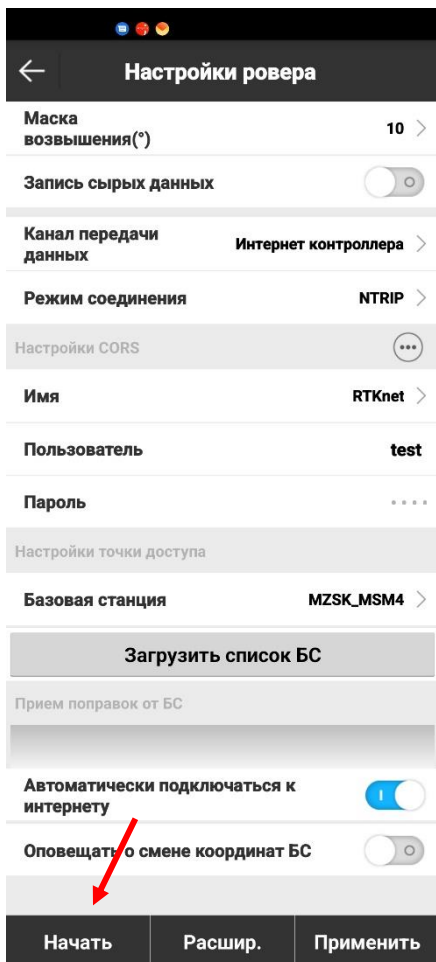 Настройки ровера
Маска
возвышения(°)
10
Запись сырых данных
Канал передачи
данных
Интернет контроллера
Режим соединения
NTRIP
Настройки CORS
Имя
RTKnet
Пользователь
test
Пароль
Настройки точки доступа
Базовая станция
MZSK_MSM4
Загрузить список БС
Прием поправок от БС
Автоматически подключаться к
интернету
Оповещать о смене координат БС
Начать
Расшир.
Применить